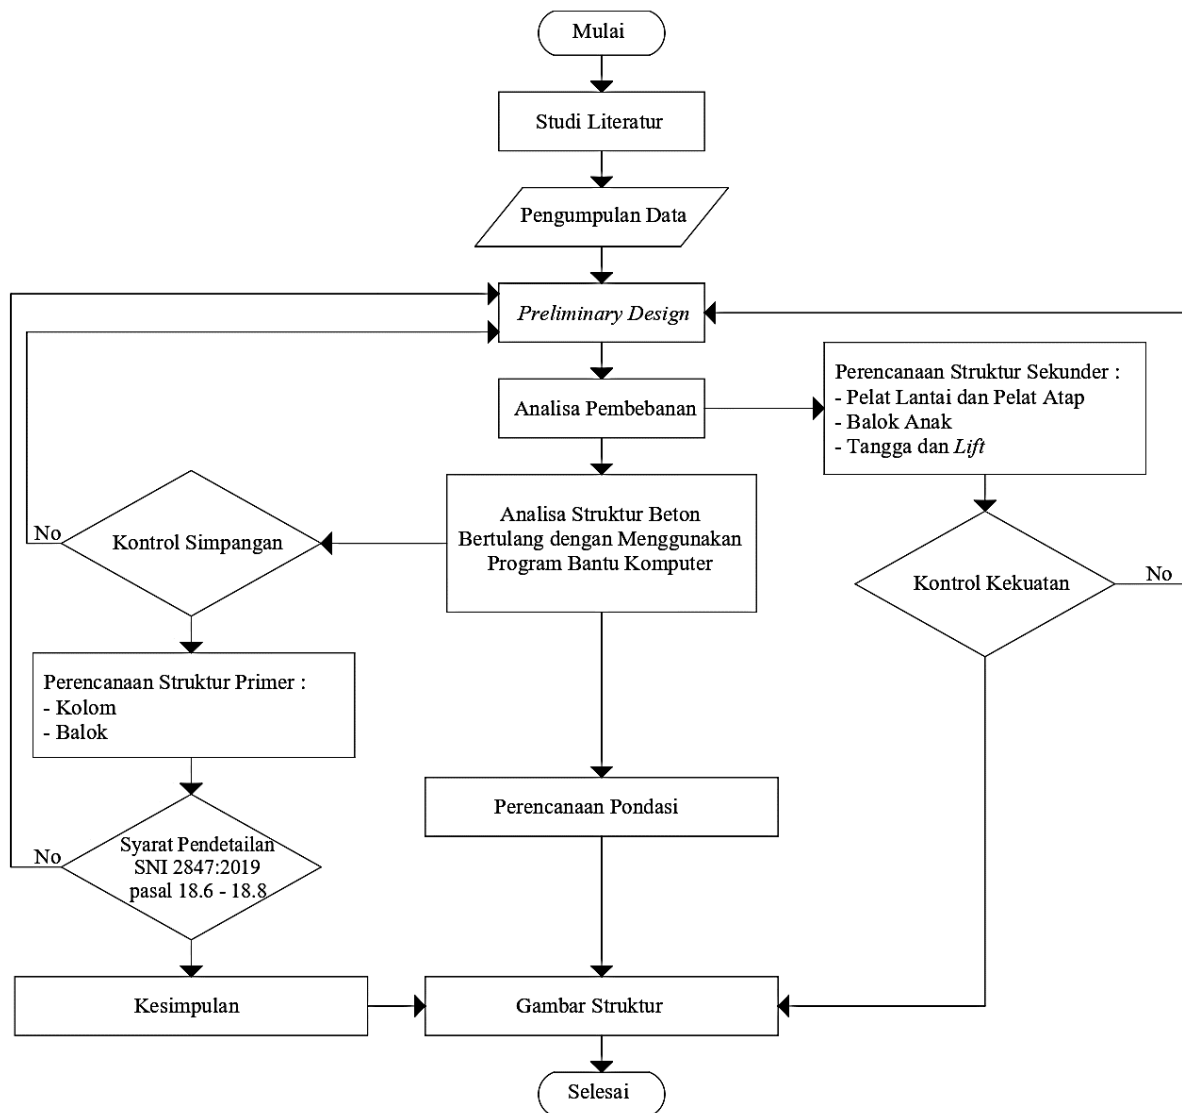 Mulai
Studi Literatur
Pengumpulan Data
Preliminary Design
Analisa Pembebanan
Perencanaan Struktur Sekunder :
- Pelat Lantai dan Pelat Atap
- Balok Anak
- Tangga dan Lift
No
Kontrol Simpangan
Analisa Struktur Beton
Bertulang dengan Menggunakan
Program Bantu Komputer
Kontrol Kekuatan
No
Perencanaan Struktur Primer :
- Kolom
- Balok
Perencanaan Pondasi
No
Syarat Pendetailan
SNI 2847:2019
pasal 18.6 - 18.8
Kesimpulan
Gambar Struktur
Selesai